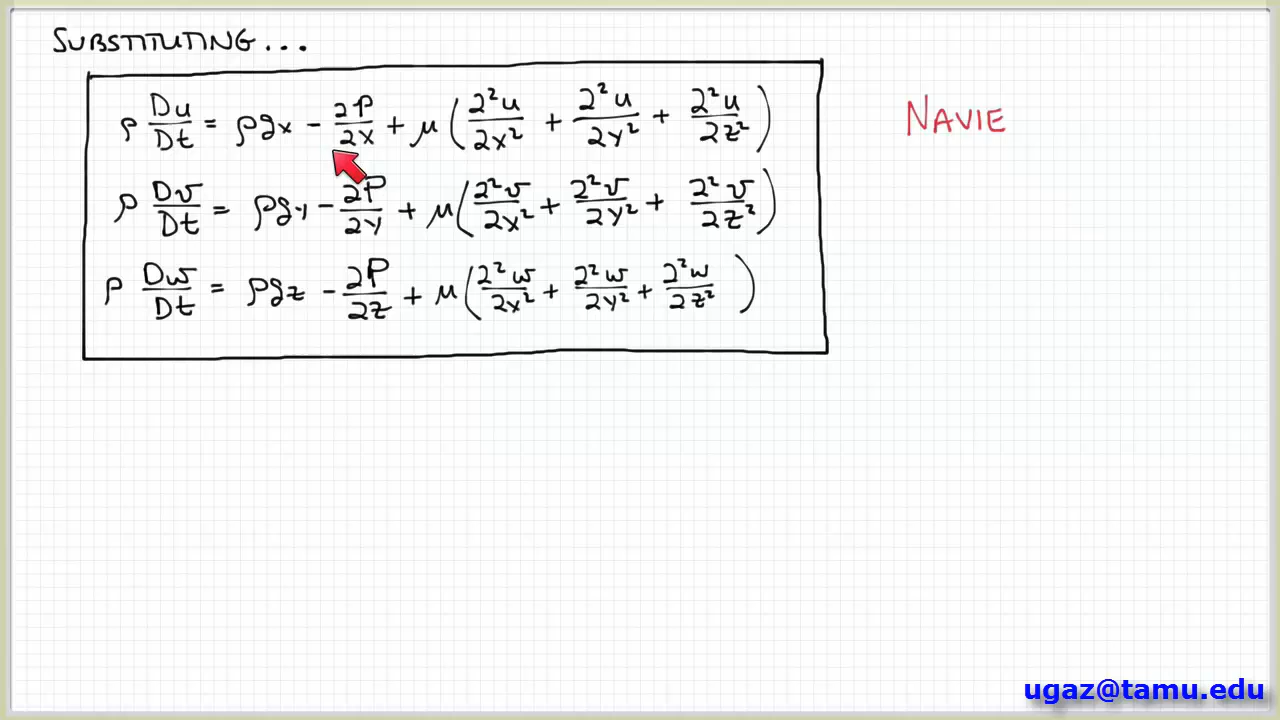 SUBSTITUTING...
ρ Du/Dt = ρgx − ∂P/∂x + μ(∂²u/∂x² + ∂²u/∂y² + ∂²u/∂z²)
NAVIE
ρ Dv/Dt = ρgy − ∂P/∂y + μ(∂²v/∂x² + ∂²v/∂y² + ∂²v/∂z²)
ρ Dw/Dt = ρgz − ∂P/∂z + μ(∂²w/∂x² + ∂²w/∂y² + ∂²w/∂z²)
ugaz@tamu.edu